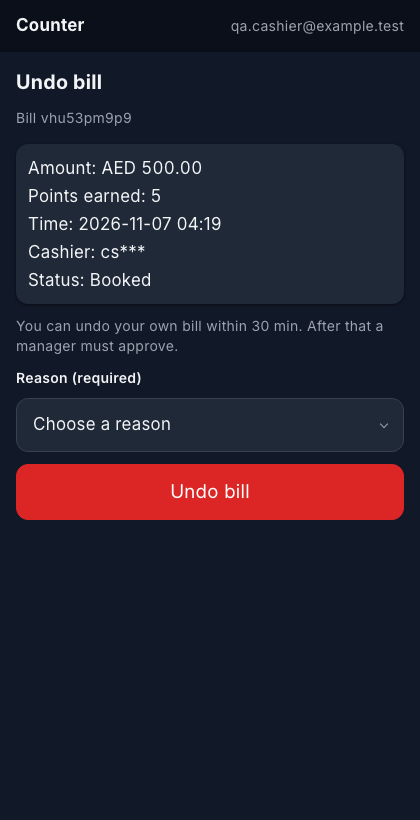 Counter
qa.cashier@example.test
Undo bill
Bill vhu53pm9p9
Amount: AED 500.00
Points earned: 5
Time: 2026-11-07 04:19
Cashier: cs***
Status: Booked
You can undo your own bill within 30 min. After that a
manager must approve.
Reason (required)
Choose a reason
Undo bill